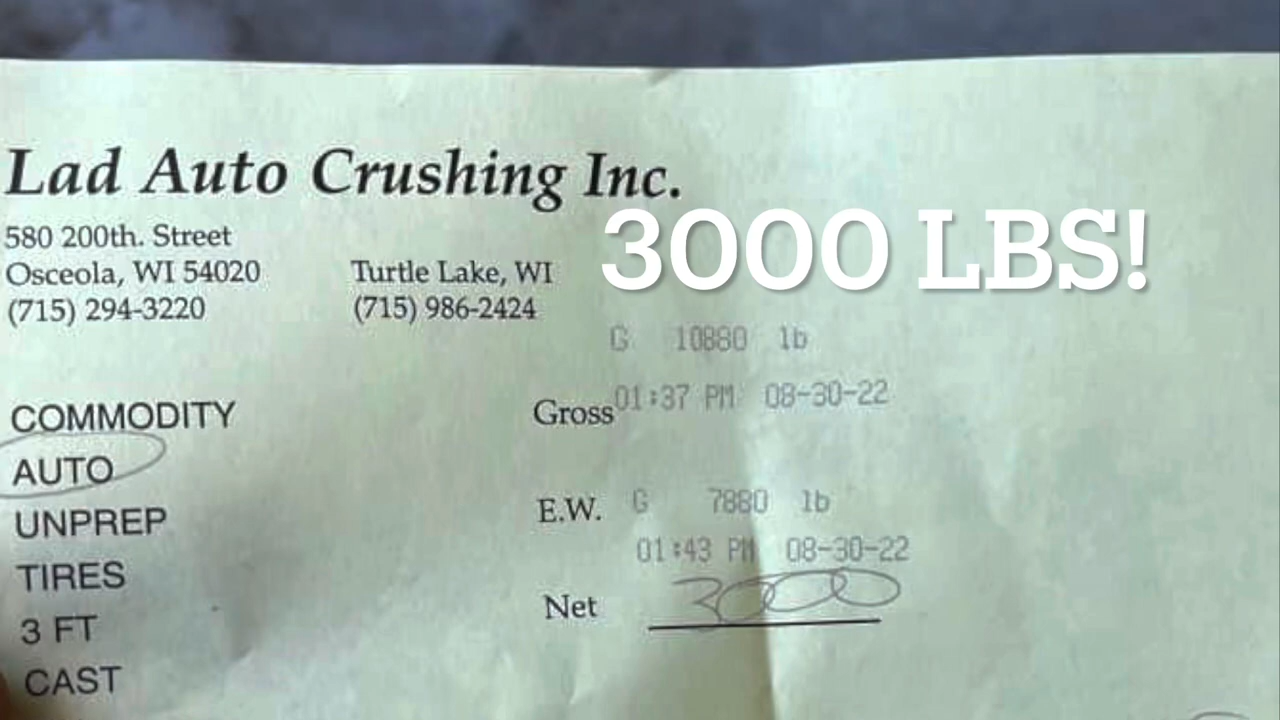 Lad Auto Crushing Inc.
580 200th. Street
Osceola, WI 54020 Turtle Lake, WI
(715) 294-3220 (715) 986-2424
3000 LBS!
G 10880 lb
Gross 01:37 PM 08-30-22
E.W. G 7880 lb
01:43 PM 08-30-22
Net 3000
COMMODITY
AUTO
UNPREP
TIRES
3 FT
CAST